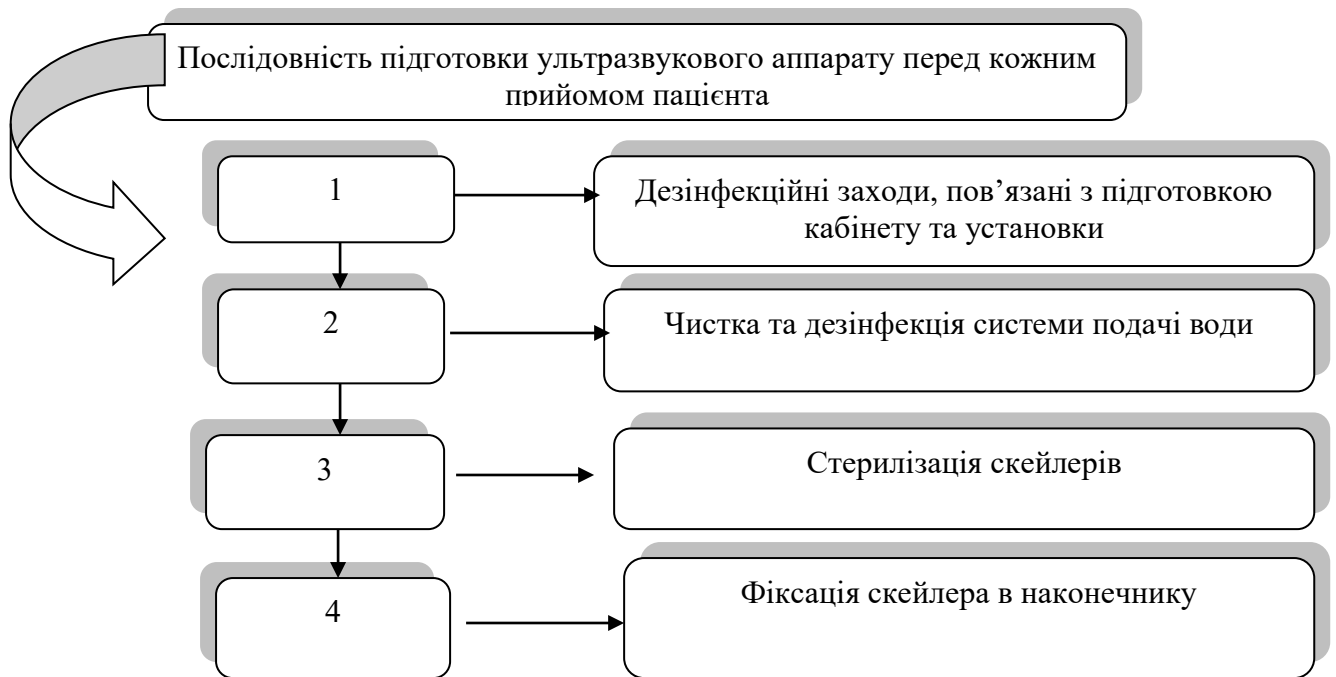 Послідовність підготовки ультразвукового аппарату перед кожним
прийомом пацієнта
1
Дезінфекційні заходи, пов’язані з підготовкою
кабінету та установки
2
Чистка та дезінфекція системи подачі води
3
Стерилізація скейлерів
4
Фіксація скейлера в наконечнику